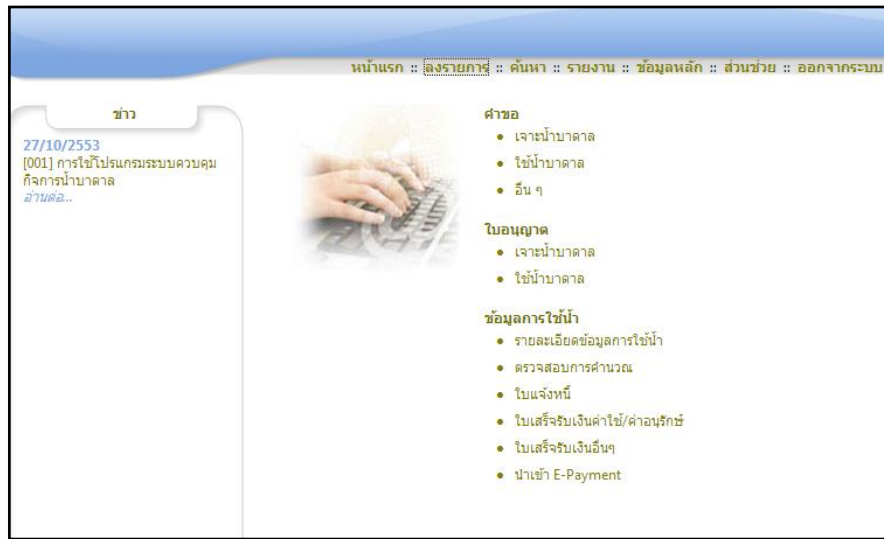 หน้าแรก :: ลงรายการ :: ค้นหา :: รายงาน :: ข้อมูลหลัก :: ส่วนช่วย :: ออกจากระบบ
ข่าว
27/10/2553
[001] การใช้โปรแกรมระบบควบคุม
กิจการน้ำบาดาล
อ่านต่อ...
คำขอ
• เจาะน้ำบาดาล
• ใช้น้ำบาดาล
• อื่น ๆ
ใบอนุญาต
• เจาะน้ำบาดาล
• ใช้น้ำบาดาล
ข้อมูลการใช้น้ำ
• รายละเอียดข้อมูลการใช้น้ำ
• ตรวจสอบการคำนวณ
• ใบแจ้งหนี้
• ใบเสร็จรับเงินค่าใช้/ค่าอนุรักษ์
• ใบเสร็จรับเงินอื่นๆ
• นำเข้า E-Payment